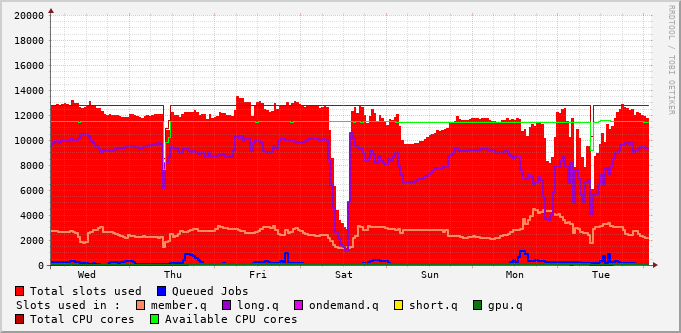 20000
18000
16000
14000
12000
10000
8000
6000
4000
2000
0
Wed Thu Fri Sat Sun Mon Tue
Total slots used Queued Jobs
Slots used in : member.q long.q ondemand.q short.q gpu.q
Total CPU cores Available CPU cores
RRDTOOL / TOBI OETIKER